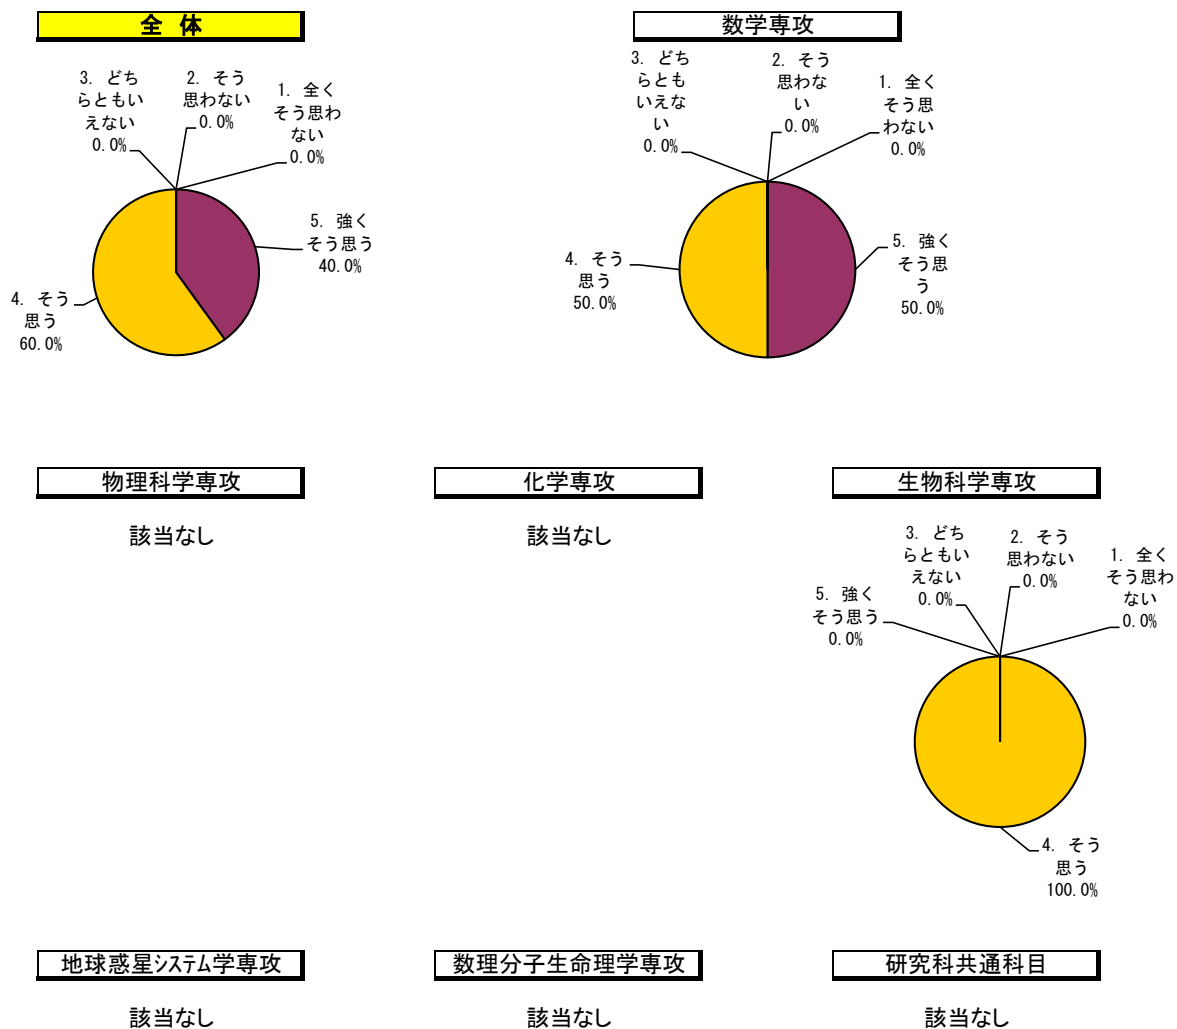 全 体
3. どち
らともい
えない
0.0%
2. そう
思わない
0.0%
1. 全く
そう思わ
ない
0.0%
5. 強く
そう思う
40.0%
4. そう
思う
60.0%
数学専攻
3. どち
らとも
いえな
い
0.0%
2. そう
思わな
い
0.0%
1. 全く
そう思
わない
0.0%
4. そう
思う
50.0%
5. 強く
そう思
う
50.0%
物理科学専攻
該当なし
化学専攻
該当なし
生物科学専攻
3. どち
らともい
えない
0.0%
2. そう
思わない
0.0%
1. 全く
そう思わ
ない
0.0%
5. 強く
そう思う
0.0%
4. そう
思う
100.0%
地球惑星システム学専攻
該当なし
数理分子生命理学専攻
該当なし
研究科共通科目
該当なし